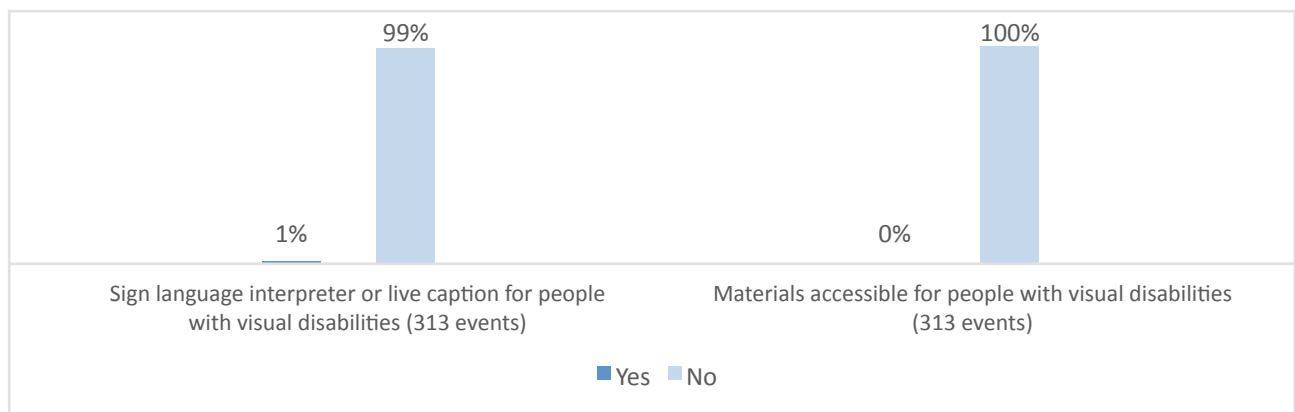 99%
100%
1%
0%
Sign language interpreter or live caption for people
with visual disabilities (313 events)
Materials accessible for people with visual disabilities
(313 events)
Yes No